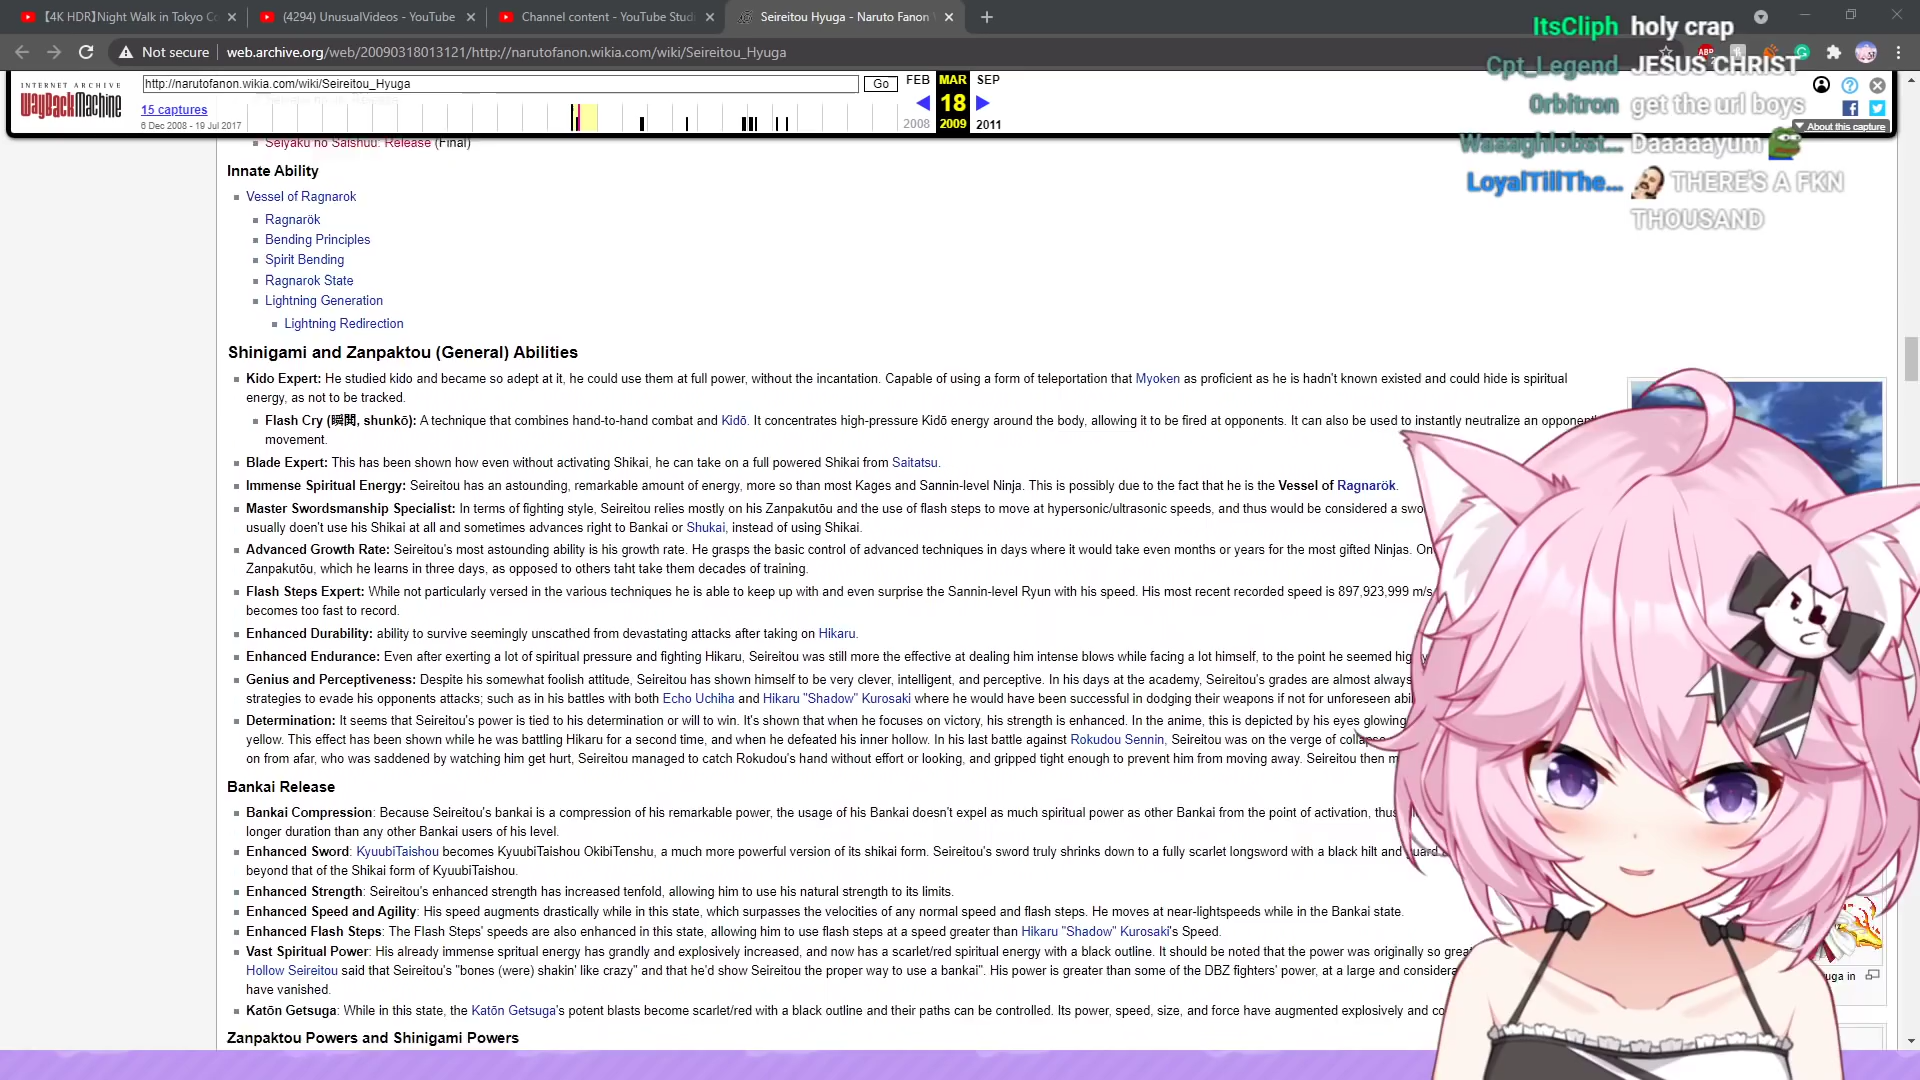 【4K HDR】Night Walk in Tokyo
(4294) UnusualVideos - YouTube
Channel content - YouTube Stud
Seireitou Hyuga - Naruto Fanon
ItsCliph holy crap
Not secure web.archive.org/web/20090318013121/http://narutofanon.wikia.com/wiki/Seireitou_Hyuga
Cpt_Legend JESUS CHRIST
INTERNET ARCHIVE
WayBackMachine
http://narutofanon.wikia.com/wiki/Seireitou_Hyuga
Go
FEB MAR SEP
18
2008 2009 2011
15 captures
6 Dec 2008 - 19 Jul 2017
0rbitron get the url boys
About this capture
Waaaghlobst... Daaaaayum
LoyalTillThe... THERE'S A FKN
THOUSAND
Seiyaku no Saishuu: Release (Final)
Innate Ability
Vessel of Ragnarok
Ragnarök
Bending Principles
Spirit Bending
Ragnarok State
Lightning Generation
Lightning Redirection
Shinigami and Zanpaktou (General) Abilities
Kido Expert: He studied kido and became so adept at it, he could use them at full power, without the incantation. Capable of using a form of teleportation that Myoken as proficient as he is hadn't known existed and could hide is spiritual
energy, as not to be tracked.
Flash Cry (瞬閧, shunkō): A technique that combines hand-to-hand combat and Kidō. It concentrates high-pressure Kidō energy around the body, allowing it to be fired at opponents. It can also be used to instantly neutralize an opponent
movement.
Blade Expert: This has been shown how even without activating Shikai, he can take on a full powered Shikai from Saitatsu.
Immense Spiritual Energy: Seireitou has an astounding, remarkable amount of energy, more so than most Kages and Sannin-level Ninja. This is possibly due to the fact that he is the Vessel of Ragnarök.
Master Swordsmanship Specialist: In terms of fighting style, Seireitou relies mostly on his Zanpakutōu and the use of flash steps to move at hypersonic/ultrasonic speeds, and thus would be considered a swo
usually doen't use his Shikai at all and sometimes advances right to Bankai or Shukai, instead of using Shikai.
Advanced Growth Rate: Seireitou's most astounding ability is his growth rate. He grasps the basic control of advanced techniques in days where it would take even months or years for the most gifted Ninjas. On
Zanpakutōu, which he learns in three days, as opposed to others taht take them decades of training.
Flash Steps Expert: While not particularly versed in the various techniques he is able to keep up with and even surprise the Sannin-level Ryun with his speed. His most recent recorded speed is 897,923,999 m/s
becomes too fast to record.
Enhanced Durability: ability to survive seemingly unscathed from devastating attacks after taking on Hikaru.
Enhanced Endurance: Even after exerting a lot of spiritual pressure and fighting Hikaru, Seireitou was still more the effective at dealing him intense blows while facing a lot himself, to the point he seemed hig
Genius and Perceptiveness: Despite his somewhat foolish attitude, Seireitou has shown himself to be very clever, intelligent, and perceptive. In his days at the academy, Seireitou's grades are almost always
strategies to evade his opponents attacks; such as in his battles with both Echo Uchiha and Hikaru "Shadow" Kurosaki where he would have been successful in dodging their weapons if not for unforeseen abi
Determination: It seems that Seireitou's power is tied to his determination or will to win. It's shown that when he focuses on victory, his strength is enhanced. In the anime, this is depicted by his eyes glowing
yellow. This effect has been shown while he was battling Hikaru for a second time, and when he defeated his inner hollow. In his last battle against Rokudou Sennin, Seireitou was on the verge of collapse
on from afar, who was saddened by watching him get hurt, Seireitou managed to catch Rokudou's hand without effort or looking, and gripped tight enough to prevent him from moving away. Seireitou then m
Bankai Release
Bankai Compression: Because Seireitou's bankai is a compression of his remarkable power, the usage of his Bankai doesn't expel as much spiritual power as other Bankai from the point of activation, thus
longer duration than any other Bankai users of his level.
Enhanced Sword: KyuubiTaishou becomes KyuubiTaishou OkibiTenshu, a much more powerful version of its shikai form. Seireitou's sword truly shrinks down to a fully scarlet longsword with a black hilt and guard
beyond that of the Shikai form of KyuubiTaishou.
Enhanced Strength: Seireitou's enhanced strength has increased tenfold, allowing him to use his natural strength to its limits.
Enhanced Speed and Agility: His speed augments drastically while in this state, which surpasses the velocities of any normal speed and flash steps. He moves at near-lightspeeds while in the Bankai state.
Enhanced Flash Steps: The Flash Steps' speeds are also enhanced in this state, allowing him to use flash steps at a speed greater than Hikaru "Shadow" Kurosaki's Speed.
Vast Spiritual Power: His already immense spritual energy has grandly and explosively increased, and now has a scarlet/red spiritual energy with a black outline. It should be noted that the power was originally so grea
Hollow Seireitou said that Seireitou's "bones (were) shakin' like crazy" and that he'd show Seireitou the proper way to use a bankai". His power is greater than some of the DBZ fighters' power, at a large and considera
uga in
have vanished.
Katōn Getsuga: While in this state, the Katōn Getsuga's potent blasts become scarlet/red with a black outline and their paths can be controlled. Its power, speed, size, and force have augmented explosively and co
Zanpaktou Powers and Shinigami Powers